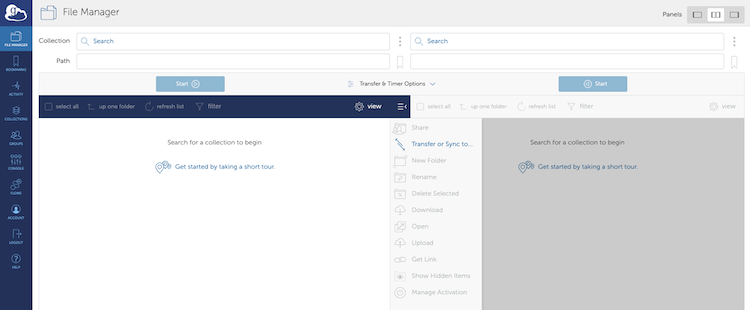 File Manager
Panels
FILE MANAGER
BOOKMARKS
ACTIVITY
COLLECTIONS
GROUPS
CONSOLE
FLOWS
ACCOUNT
LOGOUT
HELP
Collection Search
Search
Path
Start
Transfer & Timer Options
Start
select all up one folder refresh list filter view
select all up one folder refresh list filter view
Search for a collection to begin
Get started by taking a short tour.
Share
Transfer or Sync to...
New Folder
Rename
Delete Selected
Download
Open
Upload
Get Link
Show Hidden Items
Manage Activation
Search for a collection to begin
Get started by taking a short tour.